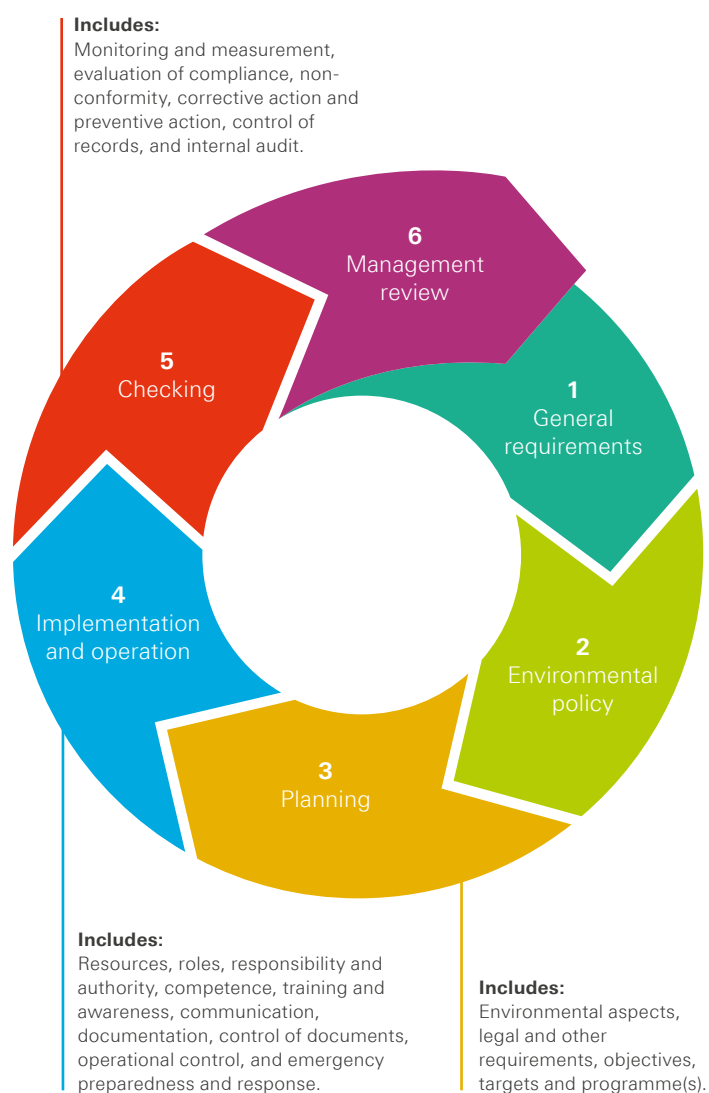 Includes:
Monitoring and measurement,
evaluation of compliance, non-
conformity, corrective action and
preventive action, control of
records, and internal audit.
6
Management
review
5
Checking
1
General
requirements
4
Implementation
and operation
2
Environmental
policy
3
Planning
Includes:
Resources, roles, responsibility and
authority, competence, training and
awareness, communication,
documentation, control of documents,
operational control, and emergency
preparedness and response.
Includes:
Environmental aspects,
legal and other
requirements, objectives,
targets and programme(s).